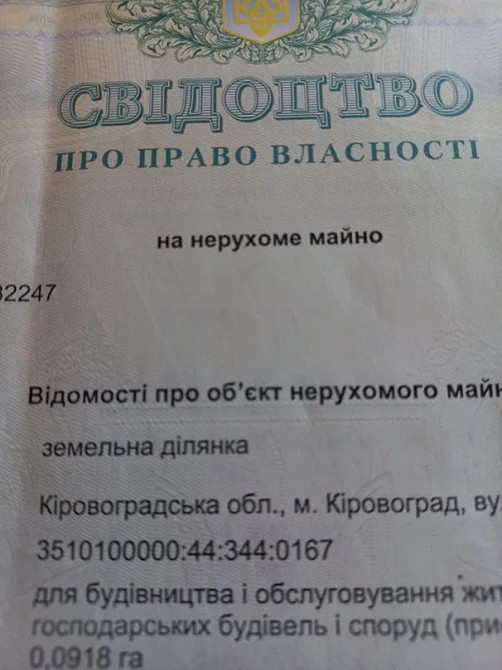 СВІДОЦТВО
ПРО ПРАВО ВЛАСНОСТІ
на нерухоме майно
32247
Відомості про об'єкт нерухомого майн
земельна ділянка
Кіровоградська обл., м. Кіровоград, ву
3510100000:44:344:0167
для будівництва і обслуговування жит
господарських будівель і споруд (при
0,0918 га